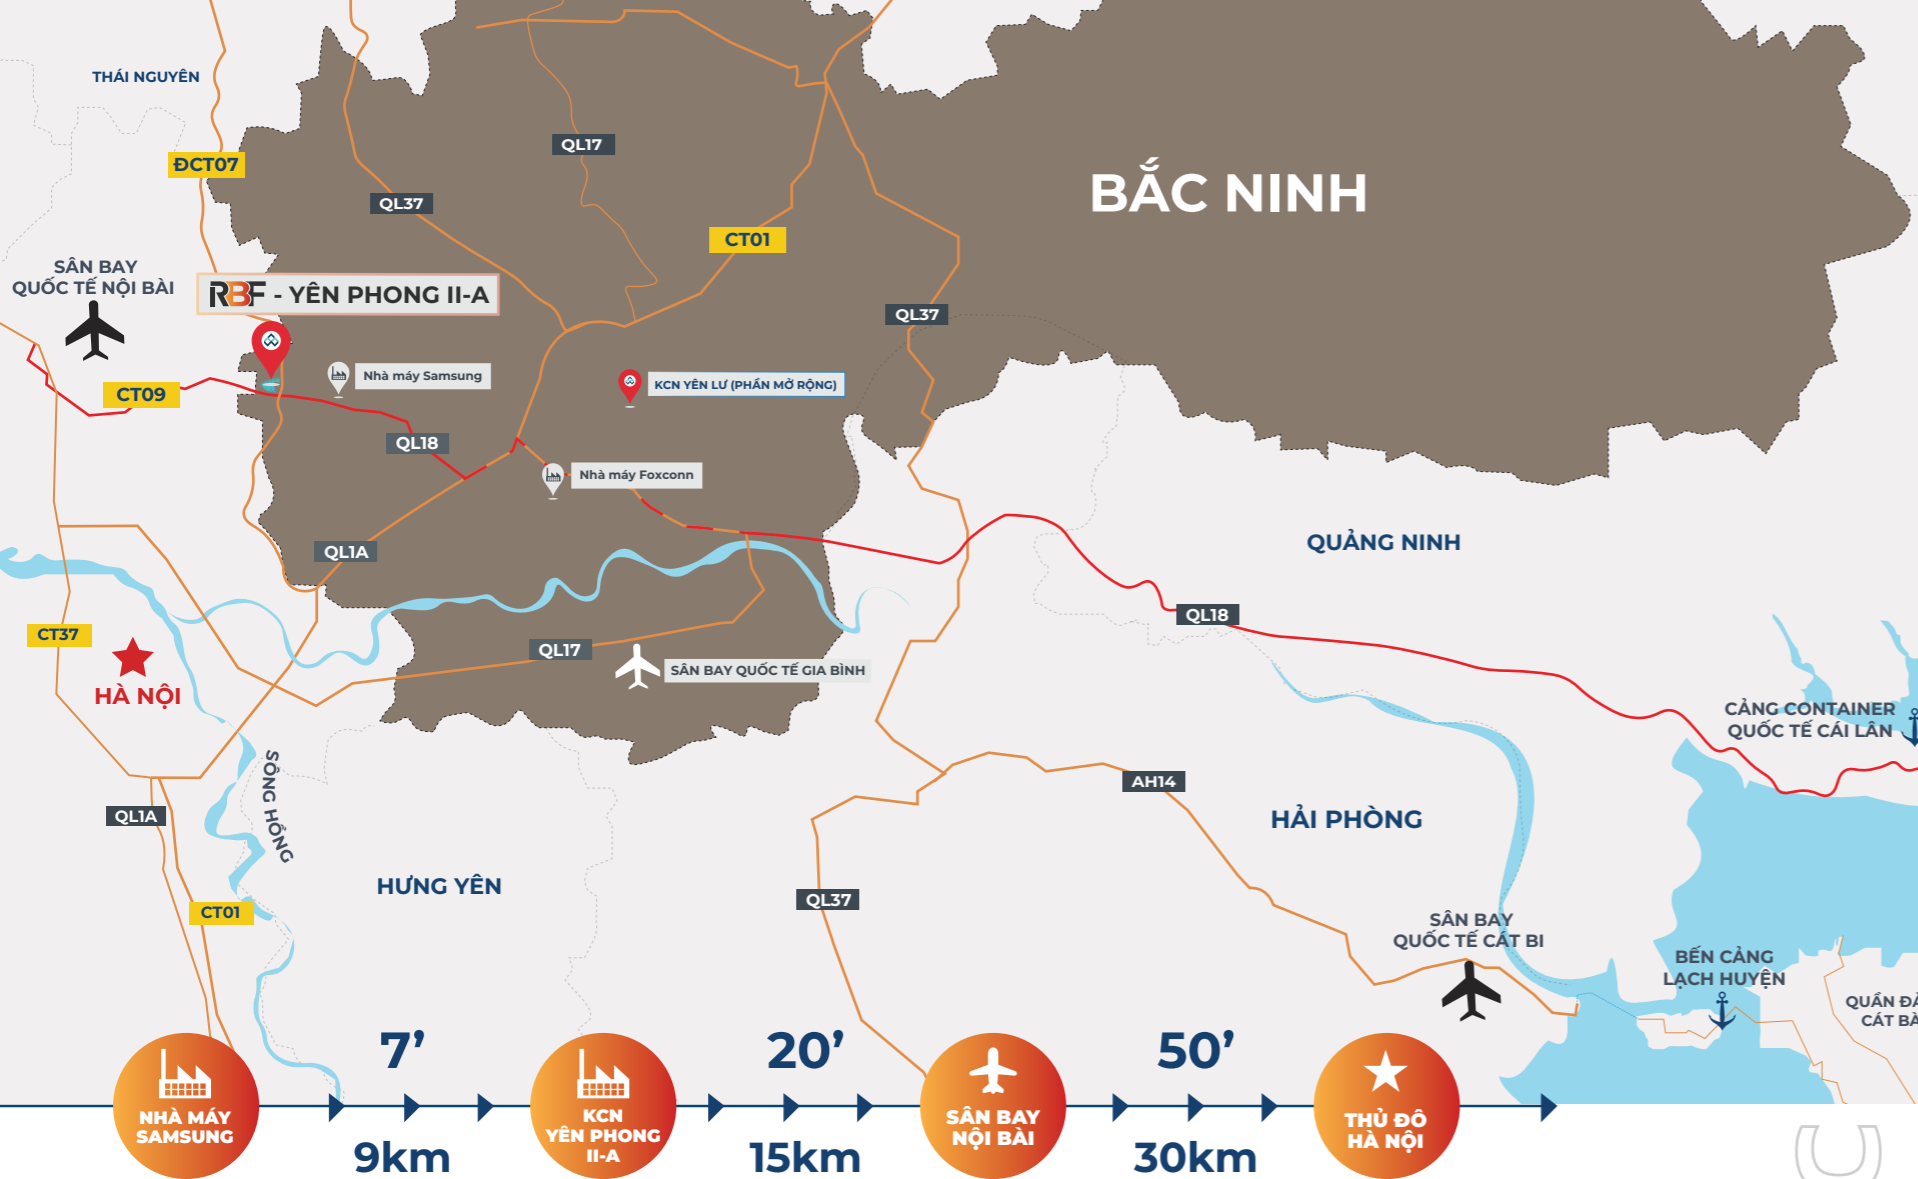 THÁI NGUYÊN
QL17
ĐCT07
BẮC NINH
QL37
CT01
SÂN BAY
QUỐC TẾ NỘI BÀI
RBF - YÊN PHONG II-A
QL37
Nhà máy Samsung
KCN YÊN LƯ (PHẦN MỞ RỘNG)
CT09
QL18
Nhà máy Foxconn
QL1A
QUẢNG NINH
QL18
CT37
QL17
SÂN BAY QUỐC TẾ GIA BÌNH
HÀ NỘI
CẢNG CONTAINER
QUỐC TẾ CÁI LÂN
SÔNG HỒNG
AH14
QL1A
HẢI PHÒNG
HƯNG YÊN
QL37
CT01
SÂN BAY
QUỐC TẾ CÁT BI
BẾN CẢNG
LẠCH HUYỆN
QUẦN ĐẢ
CÁT BÀ
7’
20’
50’
NHÀ MÁY
SAMSUNG
KCN
YÊN PHONG
II-A
SÂN BAY
NỘI BÀI
THỦ ĐÔ
HÀ NỘI
9km
15km
30km